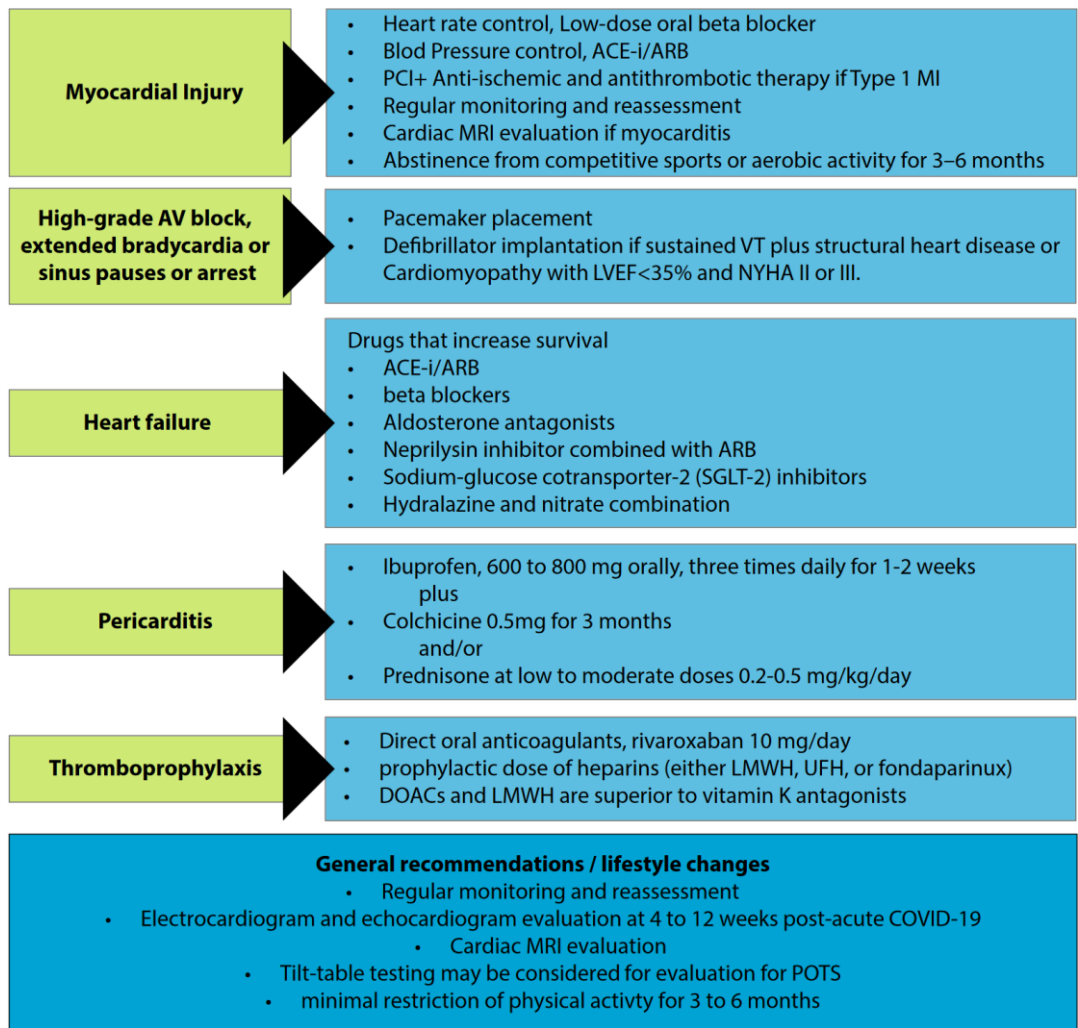 Myocardial Injury
• Heart rate control, Low-dose oral beta blocker
• Blod Pressure control, ACE-i/ARB
• PCI+ Anti-ischemic and antithrombotic therapy if Type 1 MI
• Regular monitoring and reassessment
• Cardiac MRI evaluation if myocarditis
• Abstinence from competitive sports or aerobic activity for 3–6 months
High-grade AV block,
extended bradycardia or
sinus pauses or arrest
• Pacemaker placement
• Defibrillator implantation if sustained VT plus structural heart disease or
Cardiomyopathy with LVEF<35% and NYHA II or III.
Heart failure
Drugs that increase survival
• ACE-i/ARB
• beta blockers
• Aldosterone antagonists
• Neprilysin inhibitor combined with ARB
• Sodium-glucose cotransporter-2 (SGLT-2) inhibitors
• Hydralazine and nitrate combination
Pericarditis
• Ibuprofen, 600 to 800 mg orally, three times daily for 1-2 weeks
plus
• Colchicine 0.5mg for 3 months
and/or
• Prednisone at low to moderate doses 0.2-0.5 mg/kg/day
Thromboprophylaxis
• Direct oral anticoagulants, rivaroxaban 10 mg/day
• prophylactic dose of heparins (either LMWH, UFH, or fondaparinux)
• DOACs and LMWH are superior to vitamin K antagonists
General recommendations / lifestyle changes
• Regular monitoring and reassessment
• Electrocardiogram and echocardiogram evaluation at 4 to 12 weeks post-acute COVID-19
• Cardiac MRI evaluation
• Tilt-table testing may be considered for evaluation for POTS
• minimal restriction of physical activty for 3 to 6 months